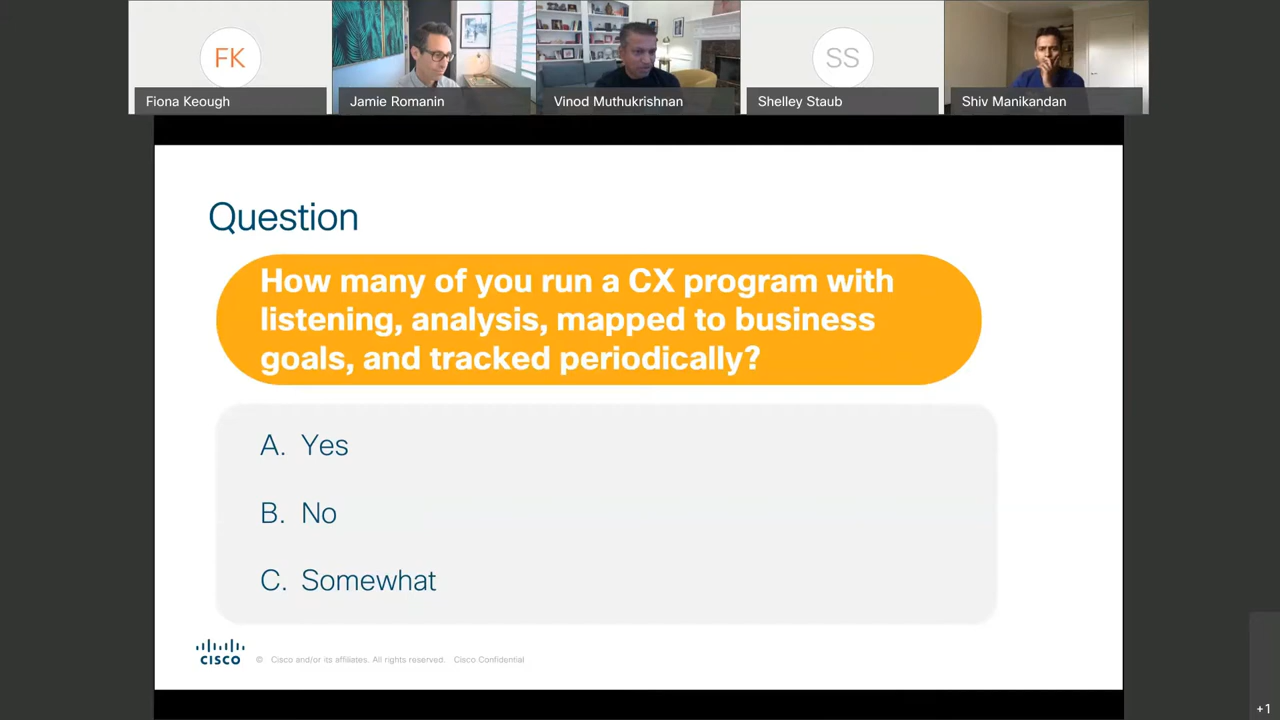 FK
SS
Fiona Keough
Jamie Romanin
Vinod Muthukrishnan
Shelley Staub
Shiv Manikandan
Question
How many of you run a CX program with
listening, analysis, mapped to business
goals, and tracked periodically?
A. Yes
B. No
C. Somewhat
CISCO
© Cisco and/or its affiliates. All rights reserved. Cisco Confidential
+1